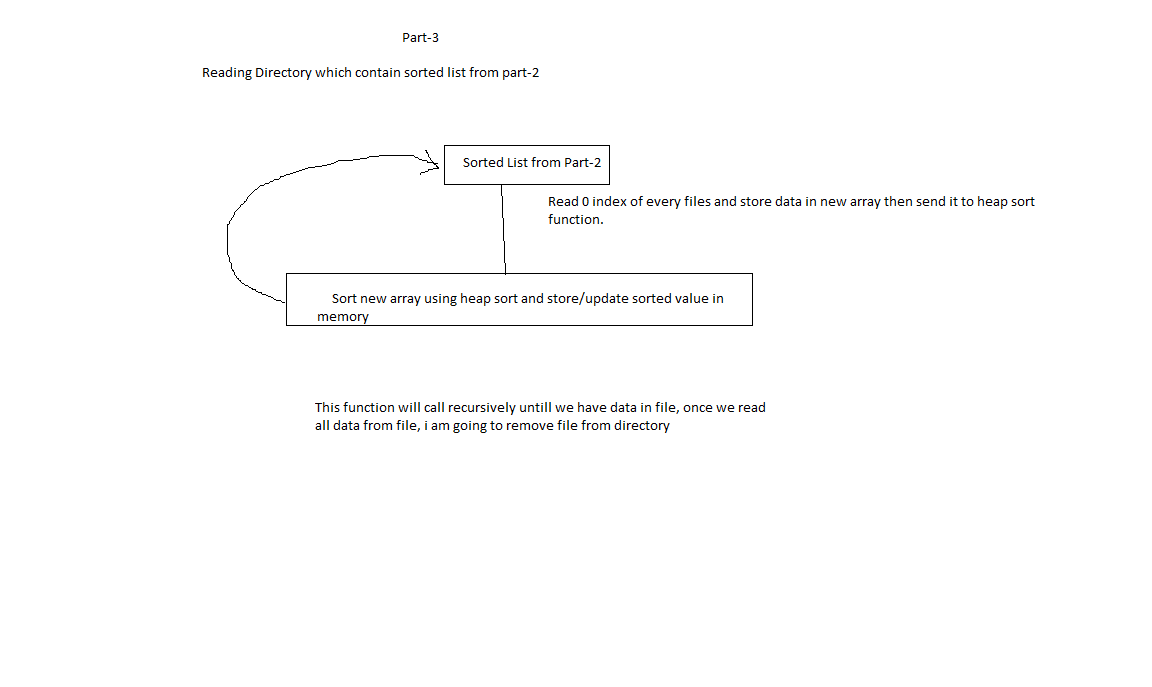 Part-3
Reading Directory which contain sorted list from part-2
Sorted List from Part-2
Read 0 index of every files and store data in new array then send it to heap sort
function.
Sort new array using heap sort and store/update sorted value in
memory
This function will call recursively untill we have data in file, once we read
all data from file, i am going to remove file from directory